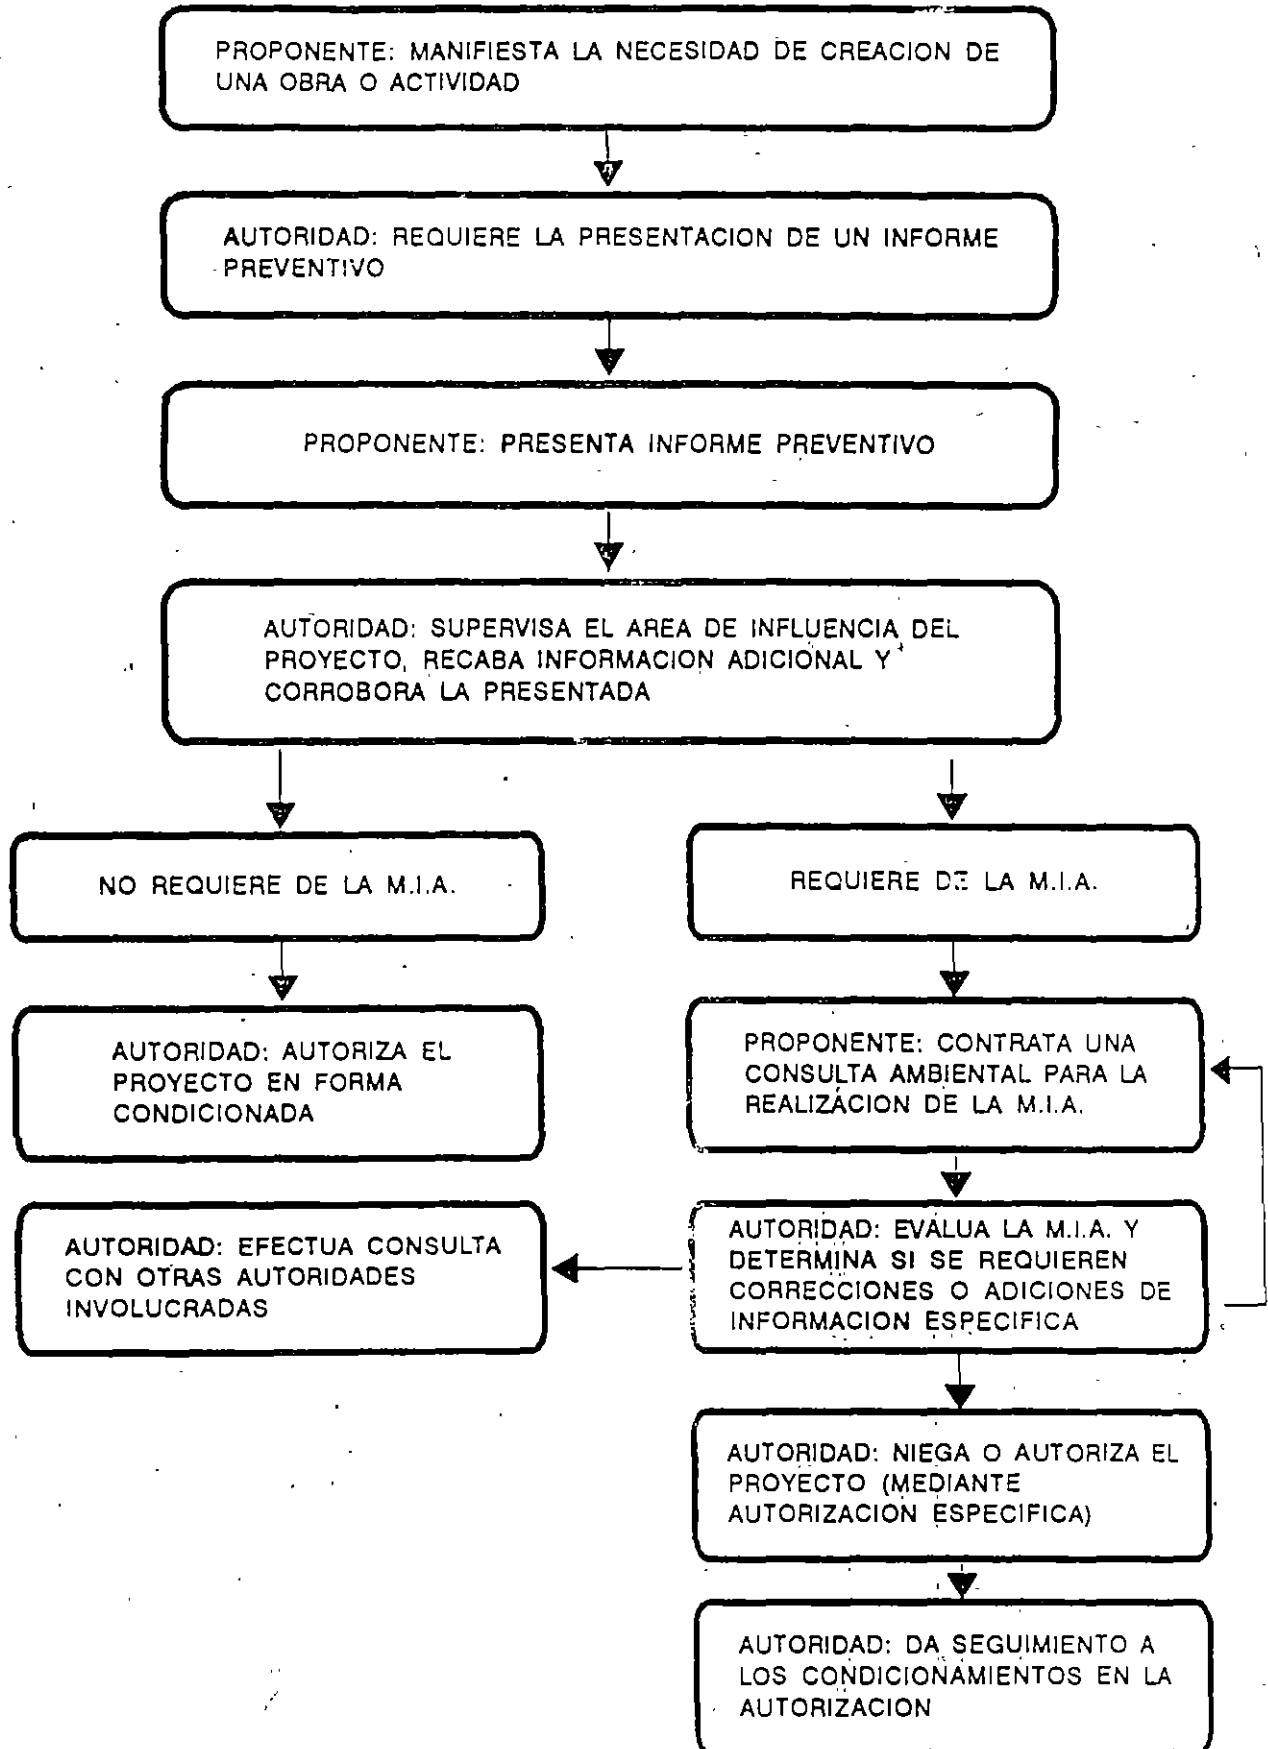 PROPONENTE: MANIFIESTA LA NECESIDAD DE CREACION DE
UNA OBRA O ACTIVIDAD
AUTORIDAD: REQUIERE LA PRESENTACION DE UN INFORME
PREVENTIVO
PROPONENTE: PRESENTA INFORME PREVENTIVO
AUTORIDAD: SUPERVISA EL AREA DE INFLUENCIA DEL
PROYECTO, RECABA INFORMACION ADICIONAL Y
CORROBORA LA PRESENTADA
NO REQUIERE DE LA M.I.A.
REQUIERE DE LA M.I.A.
AUTORIDAD: AUTORIZA EL
PROYECTO EN FORMA
CONDICIONADA
PROPONENTE: CONTRATA UNA
CONSULTA AMBIENTAL PARA LA
REALIZACION DE LA M.I.A.
AUTORIDAD: EFECTUA CONSULTA
CON OTRAS AUTORIDADES
INVOLUCRADAS
AUTORIDAD: EVALUA LA M.I.A. Y
DETERMINA SI SE REQUIEREN
CORRECCIONES O ADICIONES DE
INFORMACION ESPECIFICA
AUTORIDAD: NIEGA O AUTORIZA EL
PROYECTO (MEDIANTE
AUTORIZACION ESPECIFICA)
AUTORIDAD: DA SEGUIMIENTO A
LOS CONDICIONAMIENTOS EN LA
AUTORIZACION